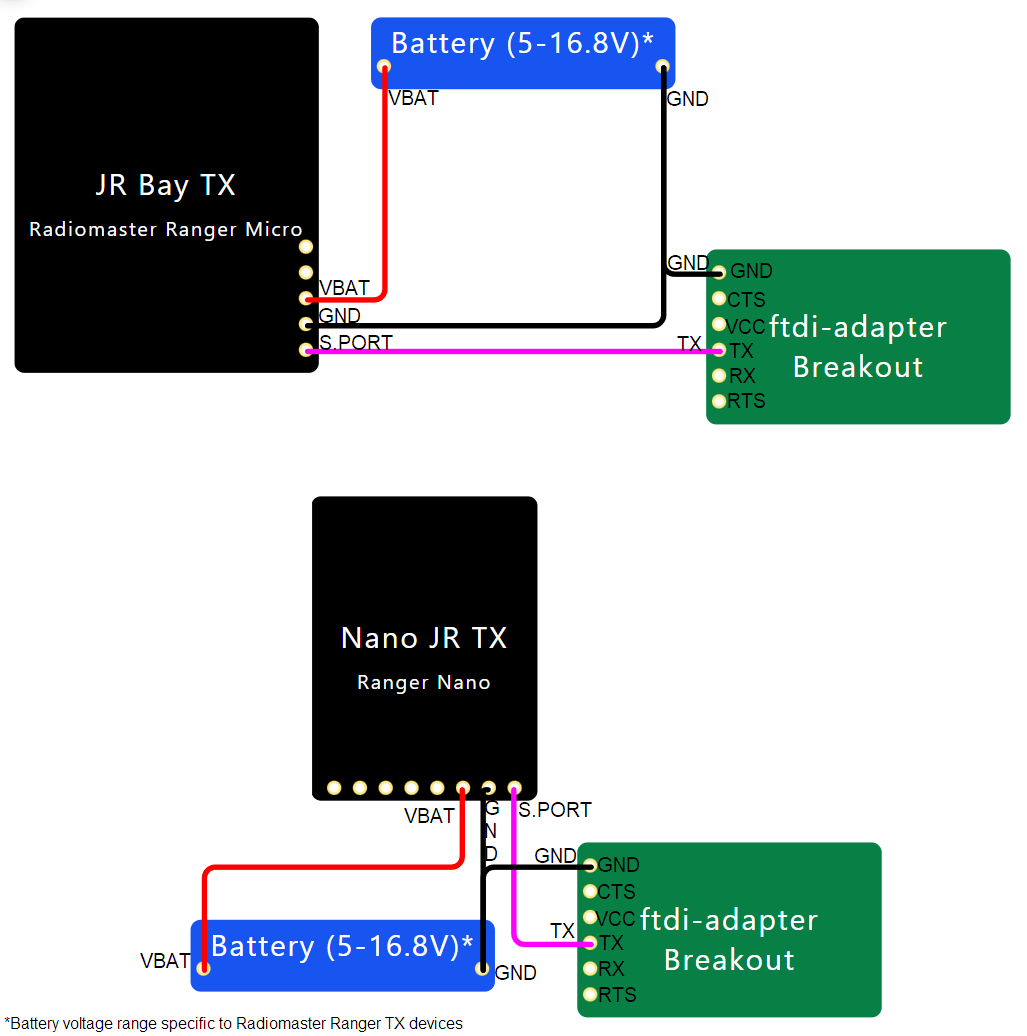 Battery (5-16.8V)*
VBAT
GND
JR Bay TX
Radiomaster Ranger Micro
VBAT
GND
S.PORT
GND
TX
GND
CTS
VCC
TX
RX
RTS
ftdi-adapter
Breakout
Nano JR TX
Ranger Nano
VBAT
GND
S.PORT
GND
TX
GND
CTS
VCC
TX
RX
RTS
ftdi-adapter
Breakout
Battery (5-16.8V)*
VBAT
GND
*Battery voltage range specific to Radiomaster Ranger TX devices